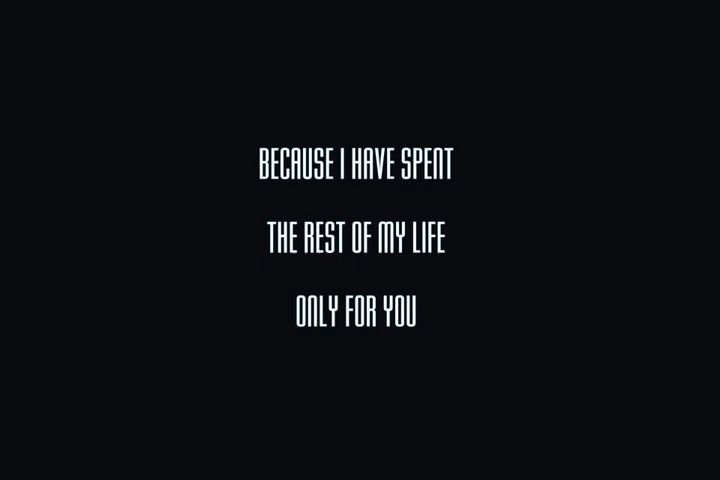 BECAUSE I HAVE SPENT
THE REST OF MY LIFE
ONLY FOR YOU